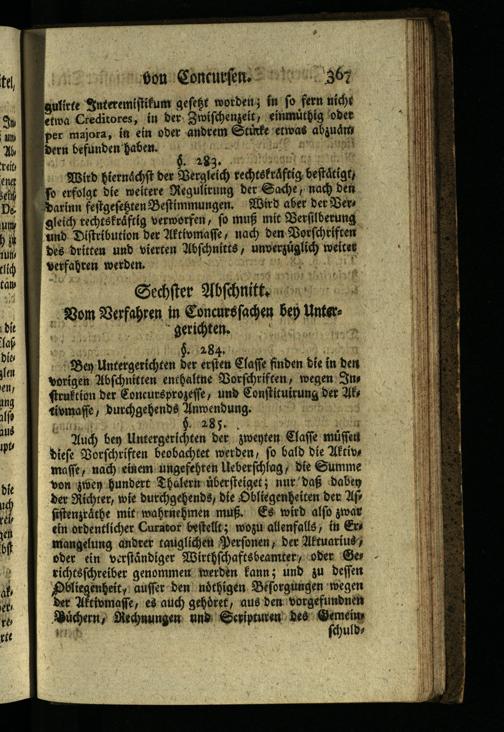 von Concursen. 367
gulirte Interemistikum gesetzt worden; in so fern nicht
etwa Creditores, in der Zwischenzeit, einmüthig oder
per majora, in ein oder andrem Stücke etwas abzuän-
dern befunden haben.
§. 283.
Wird hiernächst der Vergleich rechtskräftig bestätigt,
so erfolgt die weitere Regulirung der Sache, nach den
darinn festgesetzten Bestimmungen. Wird aber der Ver-
gleich rechtskräftig verworfen, so muß mit Versilberung
und Distribution der Aktivmasse, nach den Vorschriften
des dritten und vierten Abschnitts, unverzüglich weiter
verfahren werden.
Sechster Abschnitt.
Vom Verfahren in Concurssachen bey Unter-
gerichten.
§. 284.
Bey Untergerichten der ersten Classe finden die in den
vorigen Abschnitten enthaltne Vorschriften, wegen In-
struktion der Concursprozesse, und Constituirung der Ak-
tivmasse, durchgehends Anwendung.
§. 285.
Auch bey Untergerichten der zweyten Classe müssen
diese Vorschriften beobachtet werden, so bald die Aktiv-
masse, nach einem ungefehren Ueberschlag, die Summe
von zwey hundert Thalern übersteiget; nur daß dabey
der Richter, wie durchgehends, die Obliegenheiten der As-
sistenzräthe mit wahrnehmen muß. Es wird also zwar
ein ordentlicher Curator bestellt; wozu allenfalls, in Er-
mangelung andrer tauglichen Personen, der Aktuarius,
oder ein verständiger Wirthschaftsbeamter, oder Ge-
richtsschreiber genommen werden kann; und zu dessen
Obliegenheit, ausser den nöthigen Besorgungen wegen
der Aktivmasse, es auch gehöret, aus den vorgefundnen
Büchern, Rechnungen und Scripturen des Gemein-
schuld-